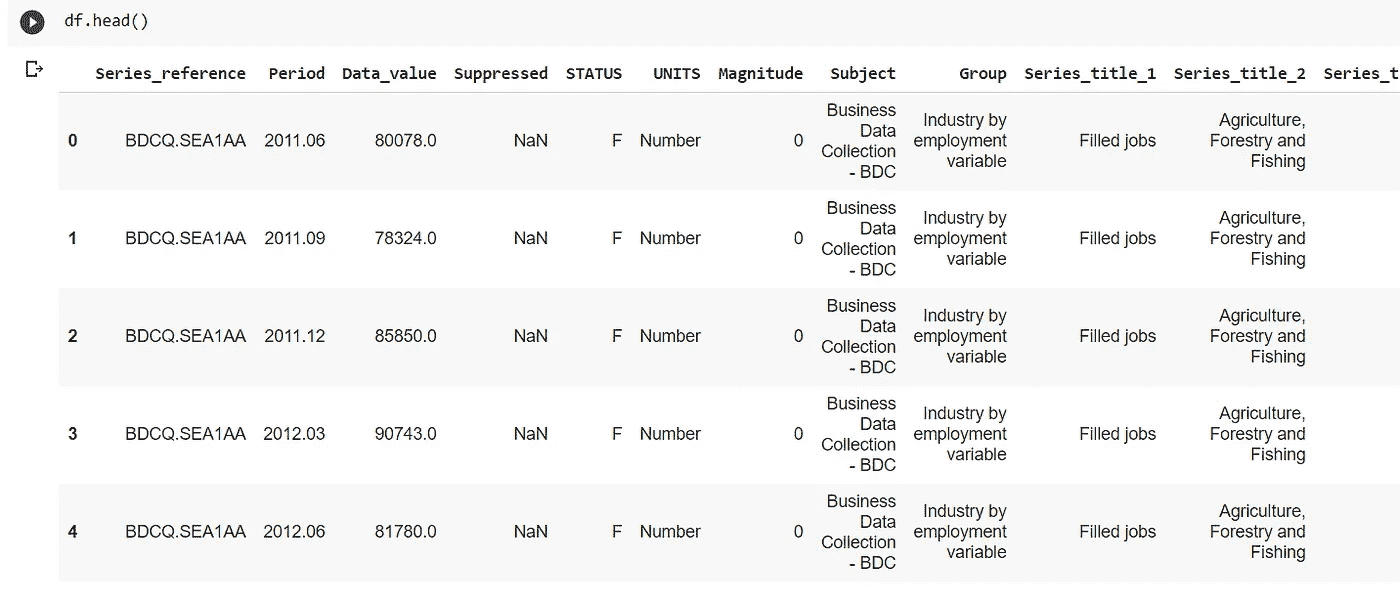 df.head()
Series_reference Period Data_value Suppressed STATUS UNITS Magnitude Subject Group Series_title_1 Series_title_2 Series_t
0 BDCQ.SEA1AA 2011.06 80078.0 NaN F Number 0 Business Data Collection - BDC Industry by employment variable Filled jobs Agriculture, Forestry and Fishing
1 BDCQ.SEA1AA 2011.09 78324.0 NaN F Number 0 Business Data Collection - BDC Industry by employment variable Filled jobs Agriculture, Forestry and Fishing
2 BDCQ.SEA1AA 2011.12 85850.0 NaN F Number 0 Business Data Collection - BDC Industry by employment variable Filled jobs Agriculture, Forestry and Fishing
3 BDCQ.SEA1AA 2012.03 90743.0 NaN F Number 0 Business Data Collection - BDC Industry by employment variable Filled jobs Agriculture, Forestry and Fishing
4 BDCQ.SEA1AA 2012.06 81780.0 NaN F Number 0 Business Data Collection - BDC Industry by employment variable Filled jobs Agriculture, Forestry and Fishing